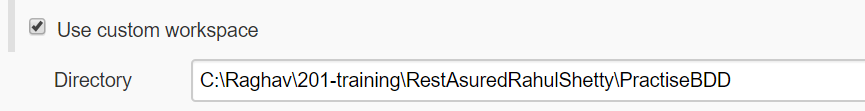 Use custom workspace
Directory C:\Raghav\201-training\RestAsuredRahulShetty\PractiseBDD